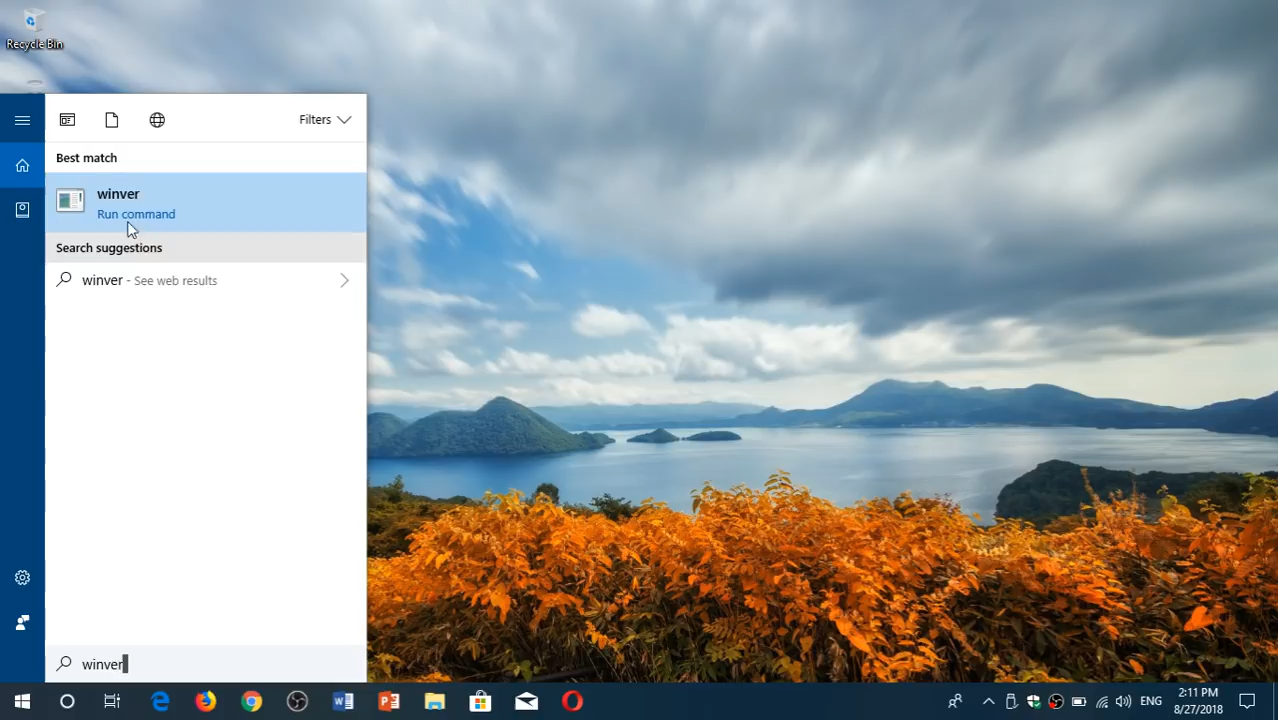 Recycle Bin
Filters
Best match
winver
Run command
Search suggestions
winver - See web results
winver
ENG
2:11 PM
8/27/2018